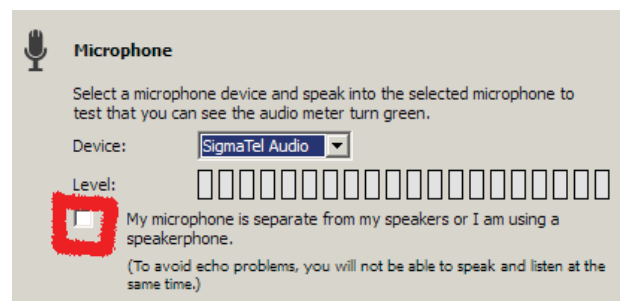 Microphone
Select a microphone device and speak into the selected microphone to
test that you can see the audio meter turn green.
Device:
SigmaTel Audio
Level:
My microphone is separate from my speakers or I am using a
speakerphone.
(To avoid echo problems, you will not be able to speak and listen at the
same time.)